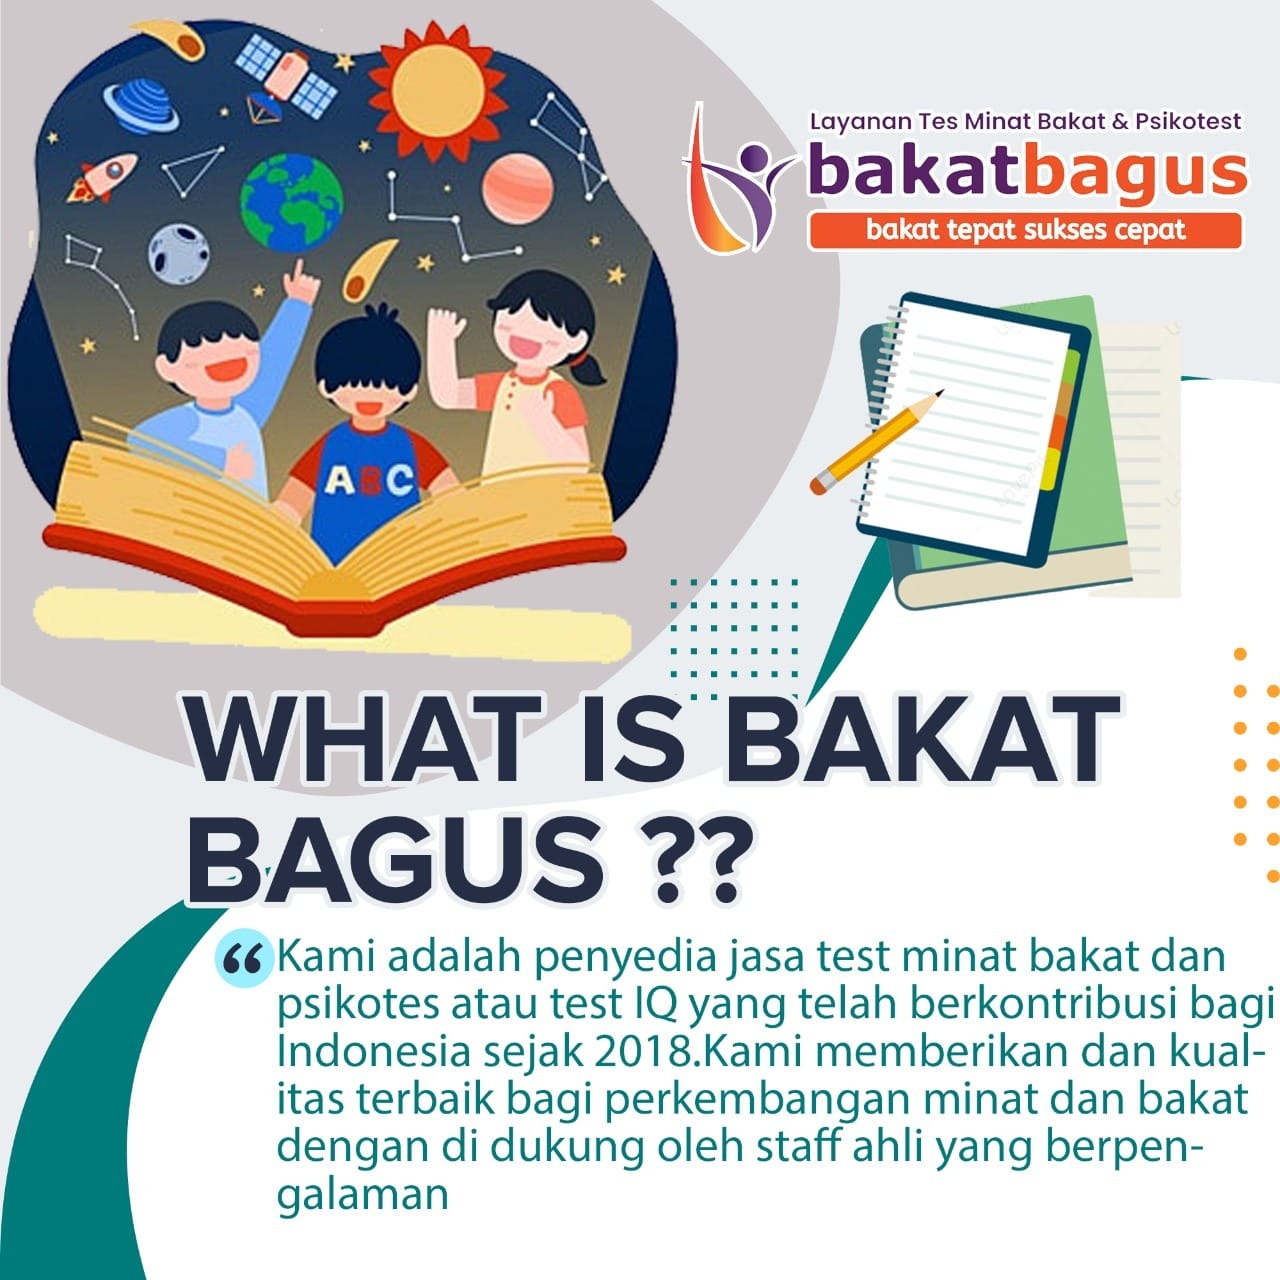 Layanan Tes Minat Bakat & Psikotest
bakatbagus
bakat tepat sukses cepat
ABC
WHAT IS BAKAT
BAGUS ??
“Kami adalah penyedia jasa test minat bakat dan
psikotes atau test IQ yang telah berkontribusi bagi
Indonesia sejak 2018.Kami memberikan dan kual-
itas terbaik bagi perkembangan minat dan bakat
dengan di dukung oleh staff ahli yang berpen-
galaman